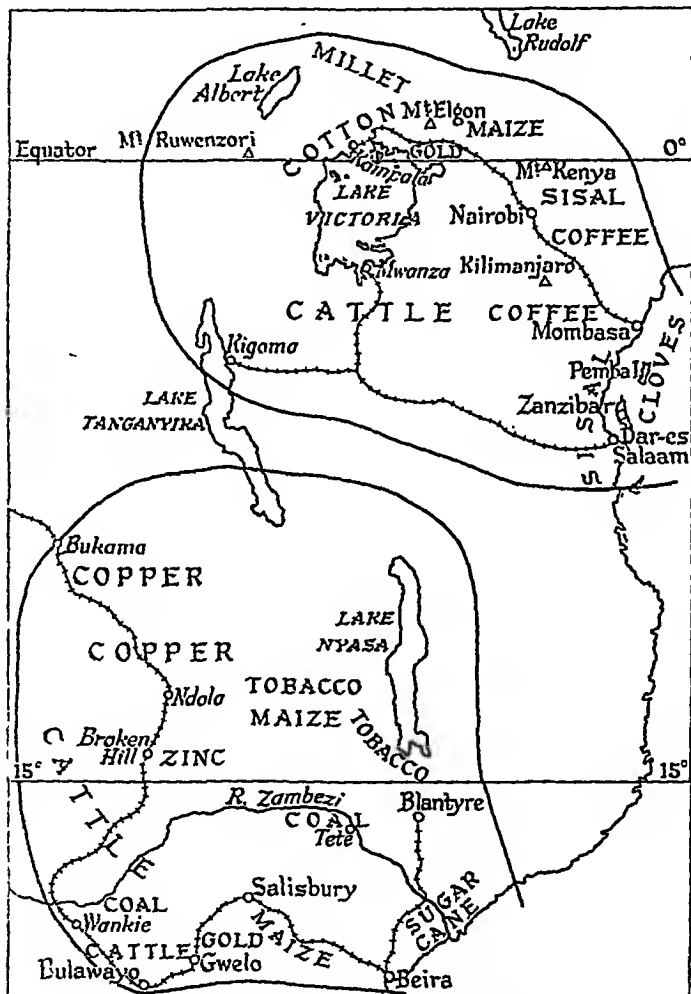 Lake
Rudolf
MILLET
Lake
Albert
Mt Elgon
COTTON
MAIZE
Equator
Mt Ruwenzori
GOLD
0°
Kampala
Mt Kenya
LAKE
VICTORIA
SISAL
Nairobi
COFFEE
Mwanza
Kilimanjaro
CATTLE
COFFEE
Mombasa
Kigoma
Pemba
SISAL
CLOVES
Zanzibar
LAKE
TANGANYIKA
Dar-es
Salaam
Bukama
COPPER
LAKE
NYASA
COPPER
Ndola
TOBACCO
MAIZE
TOBACCO
Broken
Hill
ZINC
CATTLE
15°
15°
R. Zambezi
Blantyre
COAL
Tete
COAL
Salisbury
SUGAR
CANE
Wankie
MAIZE
CATTLE
GOLD
Bulawayo
Gwelo
Beira